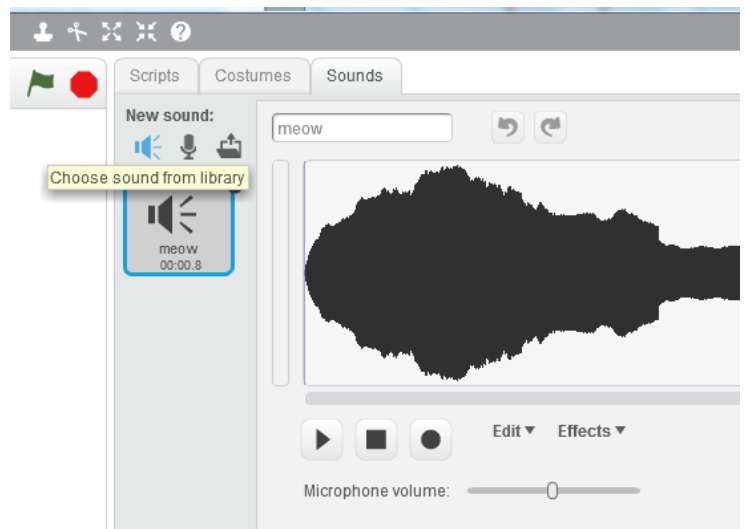 Scripts
Costumes
Sounds
New sound:
meow
Choose sound from library
meow
00:00.8
Edit
Effects
Microphone volume: